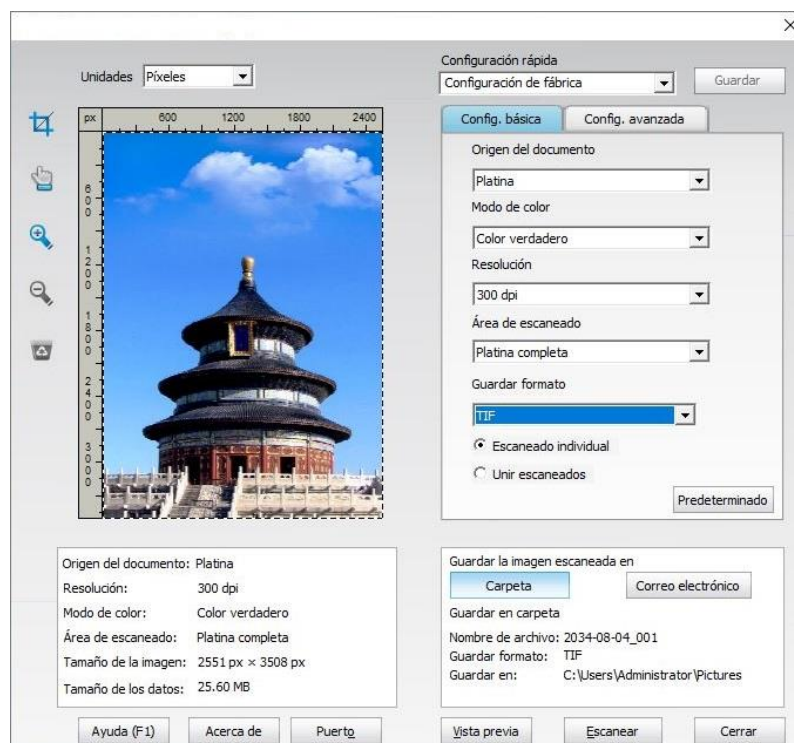 Configuración rápida
Unidades Píxeles
Configuración de fábrica
Guardar
px 600 1200 1800 2400
600
1200
1800
2400
3000
Config. básica
Config. avanzada
Origen del documento
Platina
Modo de color
Color verdadero
Resolución
300 dpi
Área de escaneado
Platina completa
Guardar formato
TIF
Escaneado individual
Unir escaneados
Predeterminado
Origen del documento: Platina
Resolución: 300 dpi
Modo de color: Color verdadero
Área de escaneado: Platina completa
Tamaño de la imagen: 2551 px × 3508 px
Tamaño de los datos: 25.60 MB
Guardar la imagen escaneada en
Carpeta
Correo electrónico
Guardar en carpeta
Nombre de archivo: 2034-08-04_001
Guardar formato: TIF
Guardar en: C:\Users\Administrator\Pictures
Ayuda (F1)
Acerca de
Puerto
Vista previa
Escanear
Cerrar